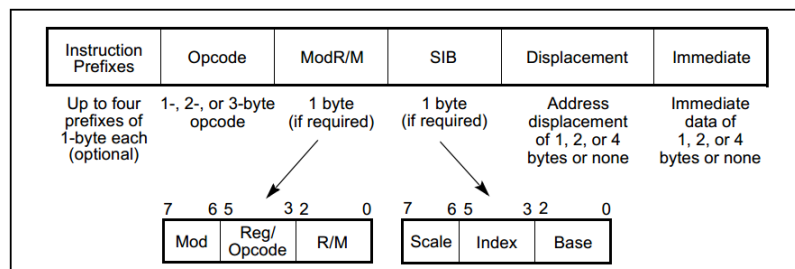 Instruction Prefixes Opcode ModR/M SIB Displacement Immediate
Up to four prefixes of 1-byte each (optional)
1-, 2-, or 3-byte opcode
1 byte (if required)
1 byte (if required)
Address displacement of 1, 2, or 4 bytes or none
Immediate data of 1, 2, or 4 bytes or none
7 6 5 3 2 0
Mod Reg/Opcode R/M
7 6 5 3 2 0
Scale Index Base